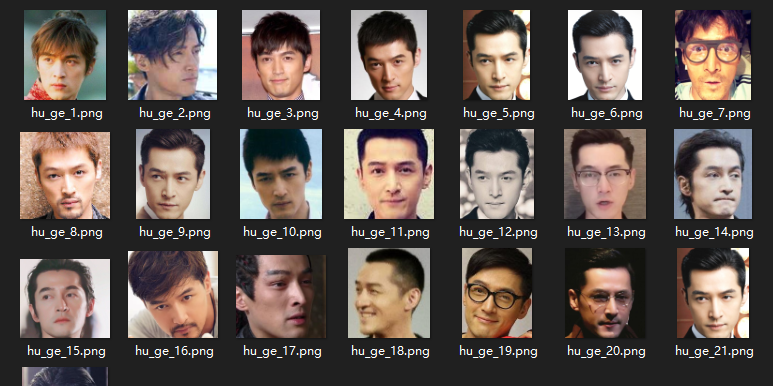 hu_ge_1.png hu_ge_2.png hu_ge_3.png hu_ge_4.png hu_ge_5.png hu_ge_6.png hu_ge_7.png
hu_ge_8.png hu_ge_9.png hu_ge_10.png hu_ge_11.png hu_ge_12.png hu_ge_13.png hu_ge_14.png
hu_ge_15.png hu_ge_16.png hu_ge_17.png hu_ge_18.png hu_ge_19.png hu_ge_20.png hu_ge_21.png